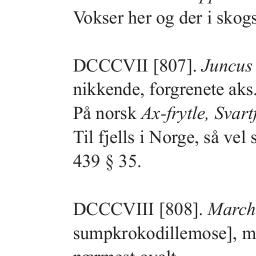 Vokser her og der i skogs
DCCCVII [807]. Juncus
nikkende, forgrenete aks.
På norsk Ax-frytle, Svart
Til fjells i Norge, så vel s
439 § 35.
DCCCVIII [808]. March
sumpkrokodillemose], m